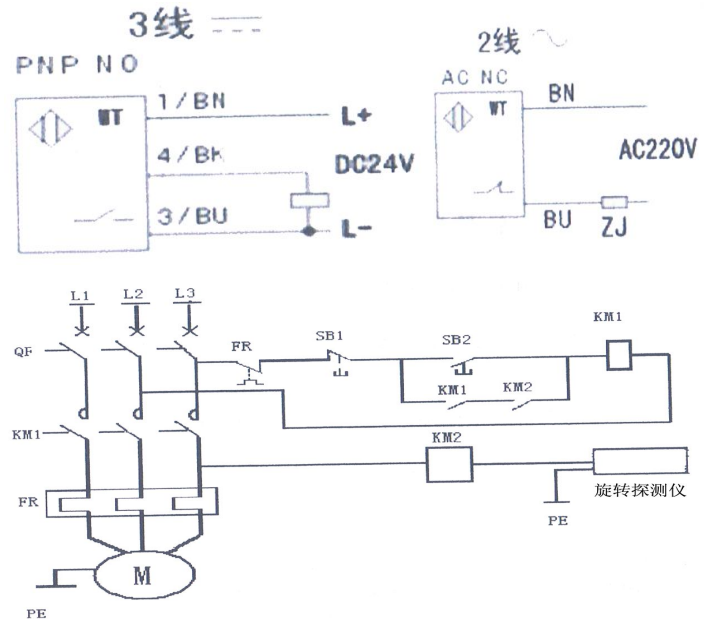 3线
PNP NO
WT
1/BN
4/BK
3/BU
L+
DC24V
L-
2线
AC NC
WT
BN
BU
ZJ
AC220V
L1 L2 L3
QF
FR
SB1
SB2
KM1
KM1 KM2
KM1
KM2
旋转探测仪
PE
FR
M
PE